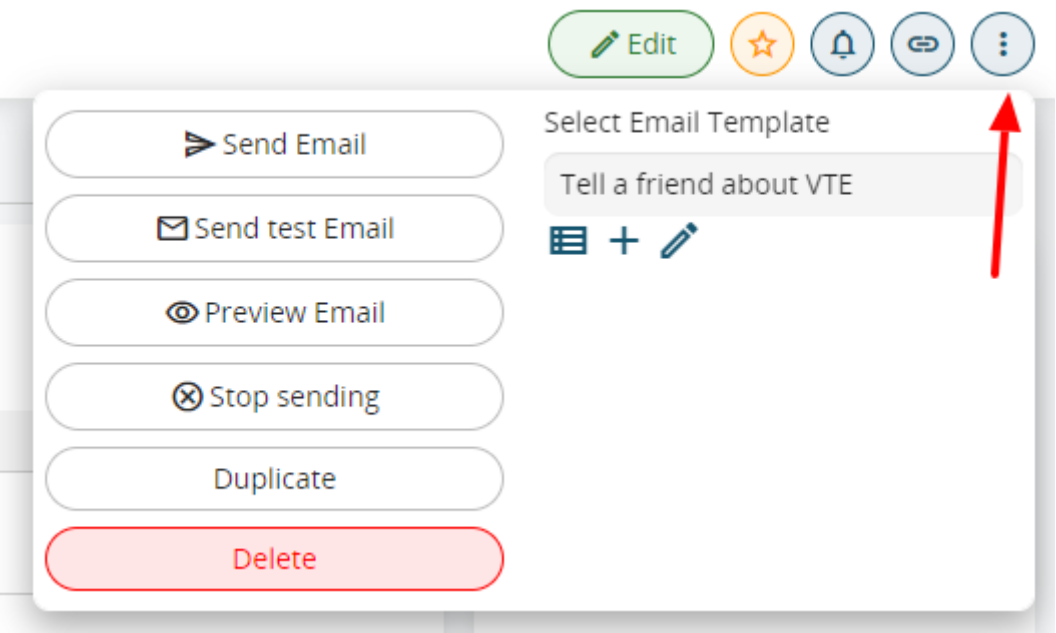 Edit
Send Email
Send test Email
Preview Email
Stop sending
Duplicate
Delete
Select Email Template
Tell a friend about VTE